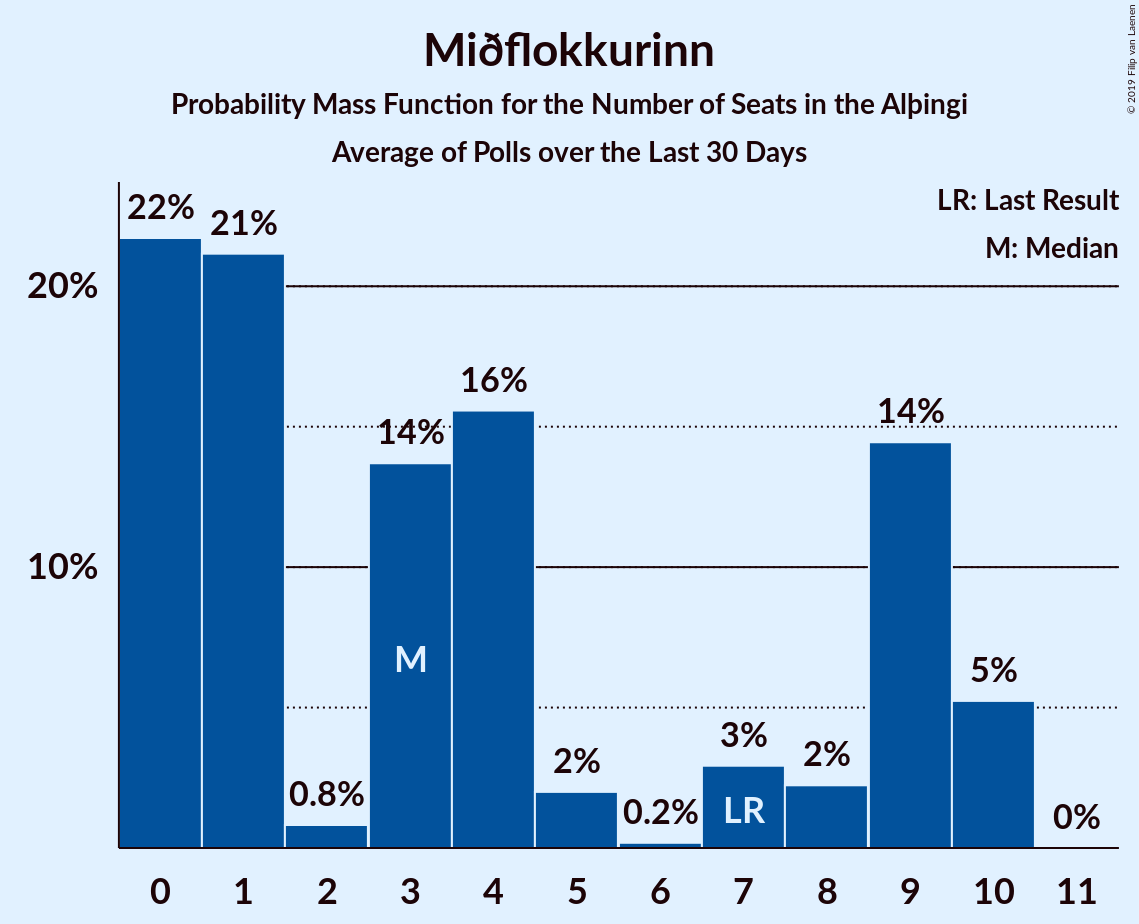 Miðflokkurinn
Probability Mass Function for the Number of Seats in the Alþingi
Average of Polls over the Last 30 Days
© 2019 Filip van Laenen
LR: Last Result
M: Median
22%
21%
20%
16%
14%
14%
10%
M
5%
3%
2%
2%
LR
0.8%
0.2%
0%
0 1 2 3 4 5 6 7 8 9 10 11